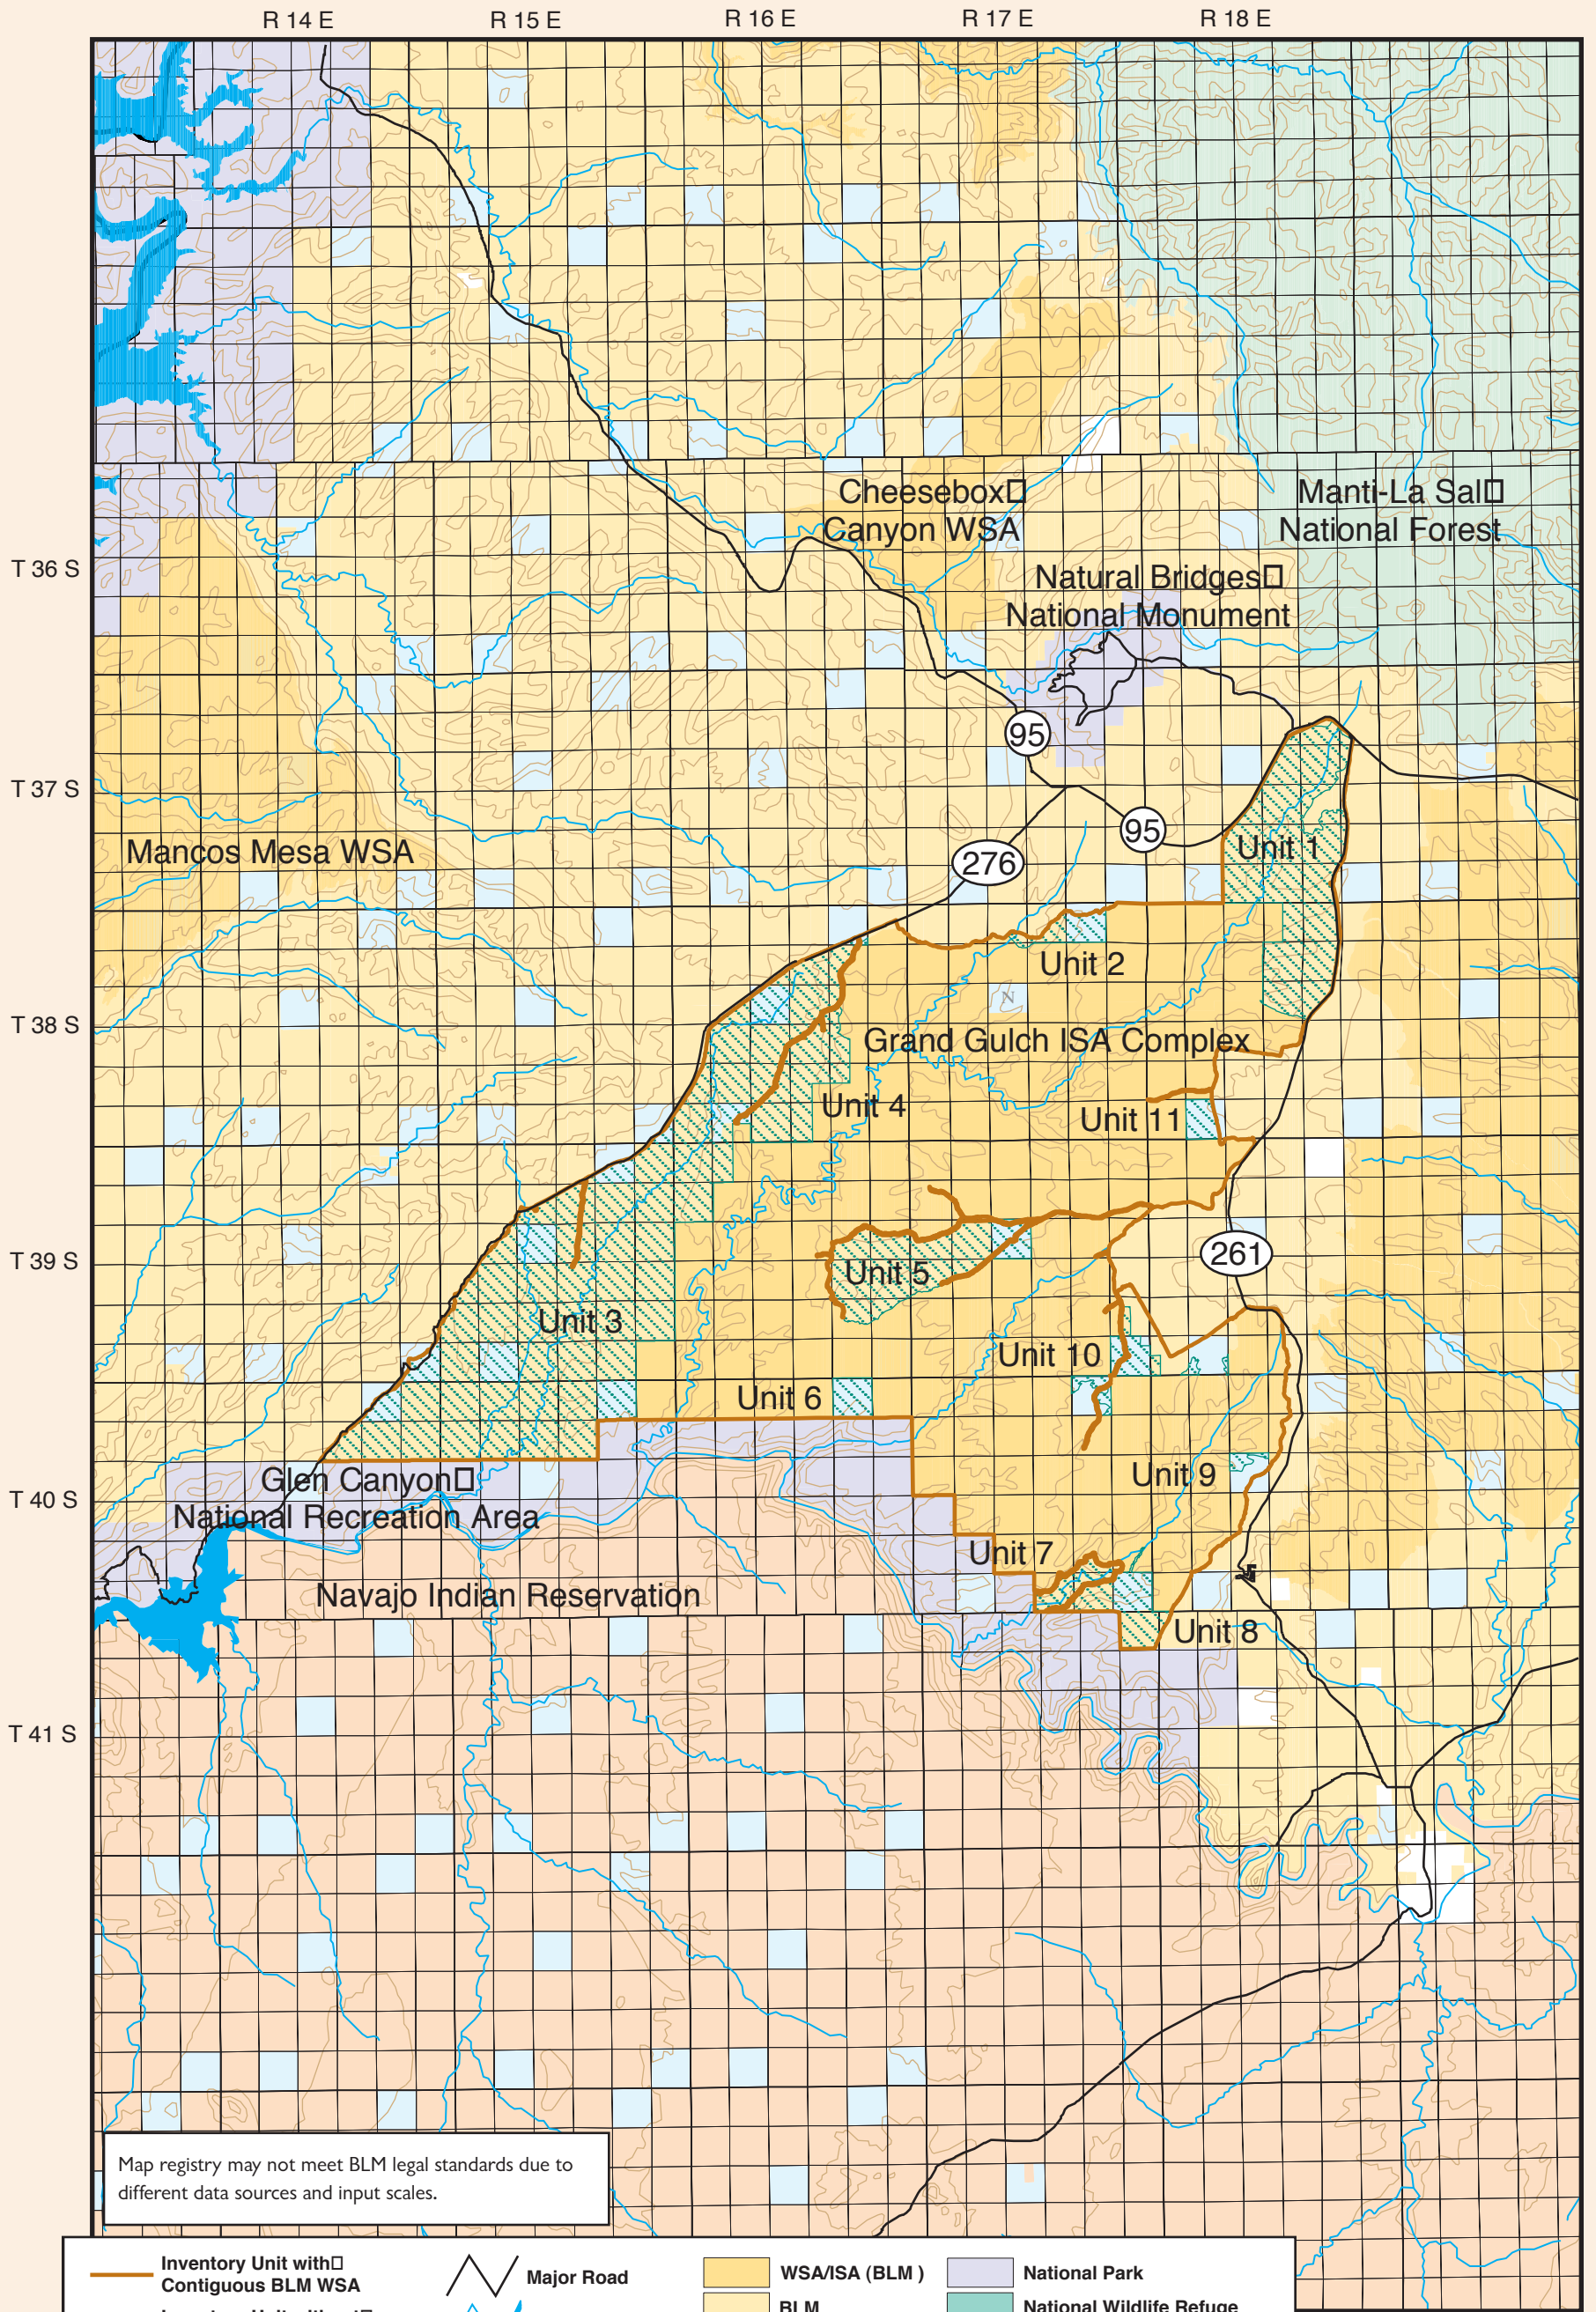 R 14 E R 15 E R 16 E R 17 E R 18 E
Cheesebox□
Canyon WSA
Manti-La Sal□
National Forest
T 36 S
Natural Bridges□
National Monument
95
T 37 S
95
276
Unit 1
Mancos Mesa WSA
Unit 2
N
T 38 S
Grand Gulch ISA Complex
Unit 4
Unit 11
T 39 S
261
Unit 5
Unit 3
Unit 10
Unit 6
Unit 9
Glen Canyon□
National Recreation Area
T 40 S
Unit 7
Navajo Indian Reservation
Unit 8
T 41 S
Map registry may not meet BLM legal standards due to
different data sources and input scales.
Inventory Unit with□
Contiguous BLM WSA
Major Road
WSA/ISA (BLM )
National Park
BLM
National Wildlife Refuge